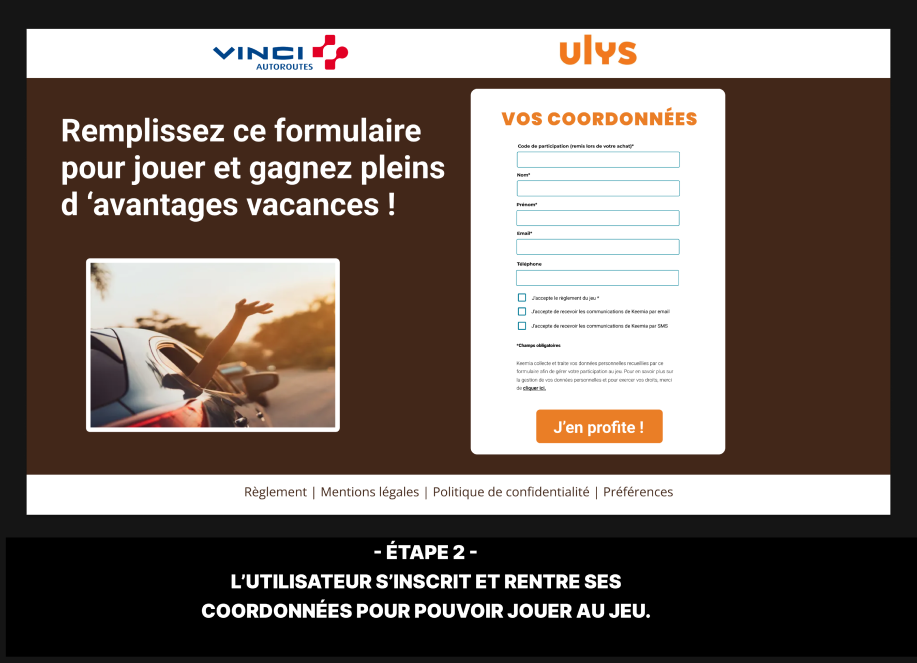 VINCI
AUTOROUTES
ulys
Remplissez ce formulaire
pour jouer et gagnez pleins
d ‘avantages vacances !
VOS COORDONNÉES
Code de participation (remis lors de votre achat)*
Nom*
Prénom*
Email*
Téléphone
J'accepte le règlement du jeu *
J'accepte de recevoir les communications de Keemia par email
J'accepte de recevoir les communications de Keemia par SMS
*Champs obligatoires
Keemia collecte et traite vos données personnelles recueillies par ce
formulaire afin de gérer votre participation au jeu. Pour en savoir plus sur
la gestion de vos données personnelles et pour exercer vos droits, merci
de cliquer ici.
J'en profite !
Règlement | Mentions légales | Politique de confidentialité | Préférences
- ÉTAPE 2 -
L’UTILISATEUR S’INSCRIT ET RENTRE SES
COORDONNÉES POUR POUVOIR JOUER AU JEU.